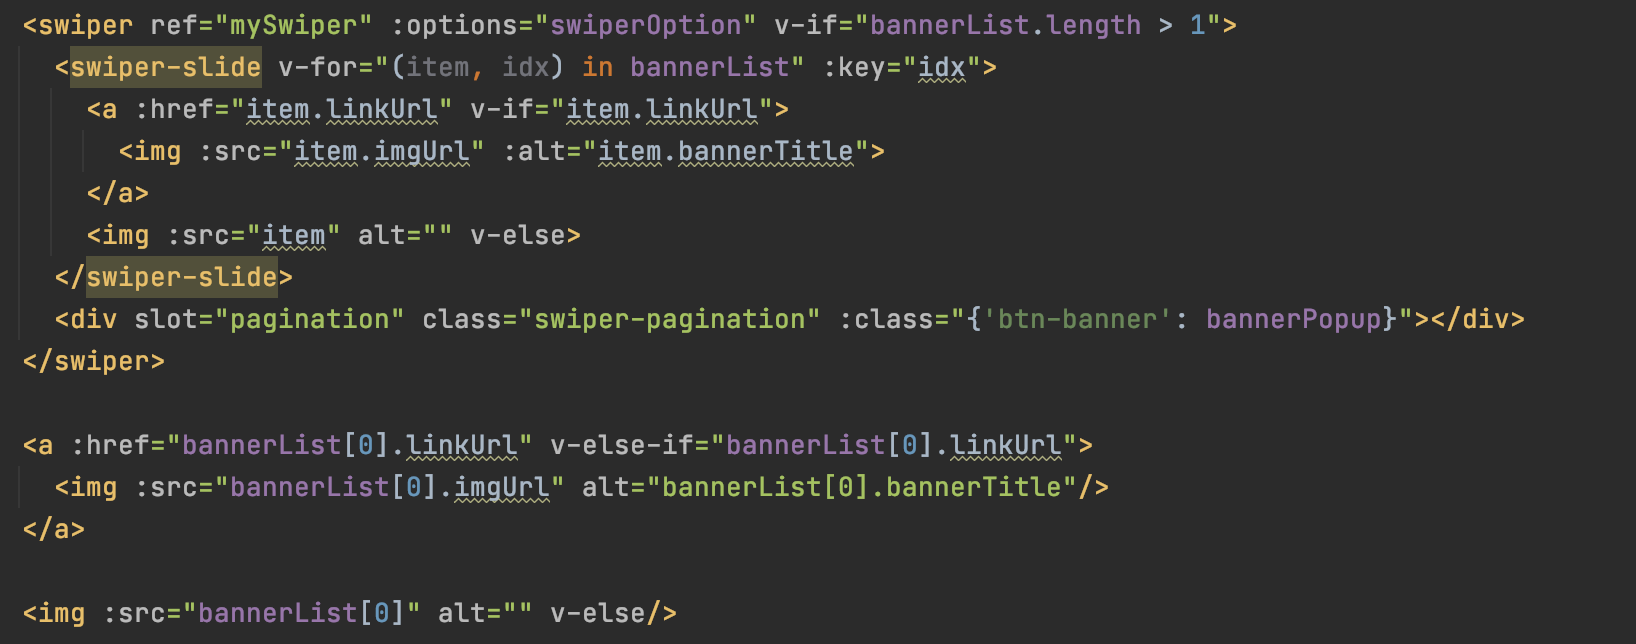 <swiper ref="mySwiper" :options="swiperOption" v-if="bannerList.length > 1">
<swiper-slide v-for="(item, idx) in bannerList" :key="idx">
<a :href="item.linkUrl" v-if="item.linkUrl">
<img :src="item.imgUrl" :alt="item.bannerTitle">
</a>
<img :src="item" alt="" v-else>
</swiper-slide>
<div slot="pagination" class="swiper-pagination" :class="{'btn-banner': bannerPopup}"></div>
</swiper>
<a :href="bannerList[0].linkUrl" v-else-if="bannerList[0].linkUrl">
<img :src="bannerList[0].imgUrl" alt="bannerList[0].bannerTitle"/>
</a>
<img :src="bannerList[0]" alt="" v-else/>